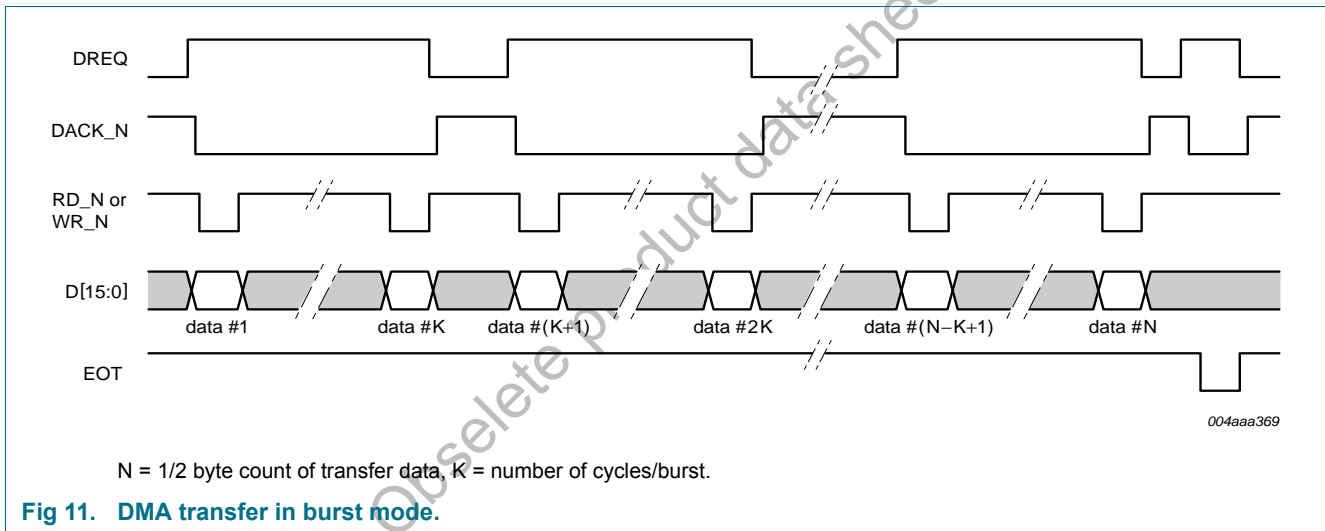 DREQ
DACK_N
RD_N or
WR_N
D[15:0]
data #1
data #K
data #(K+1)
data #2K
data #(N−K+1)
data #N
EOT
004aaa369
N = 1/2 byte count of transfer data, K = number of cycles/burst.
Fig 11. DMA transfer in burst mode.
Obselete product data shee